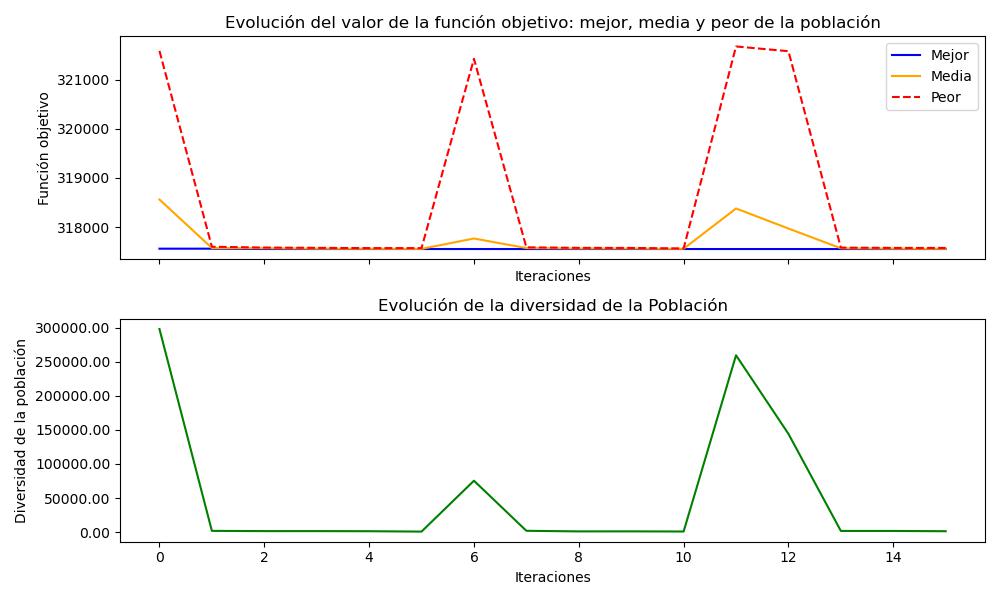 Evolución del valor de la función objetivo: mejor, media y peor de la población
Función objetivo
321000
320000
319000
318000
Mejor
Media
Peor
Iteraciones
Evolución de la diversidad de la Población
Diversidad de la población
300000.00
250000.00
200000.00
150000.00
100000.00
50000.00
0.00
0 2 4 6 8 10 12 14
Iteraciones